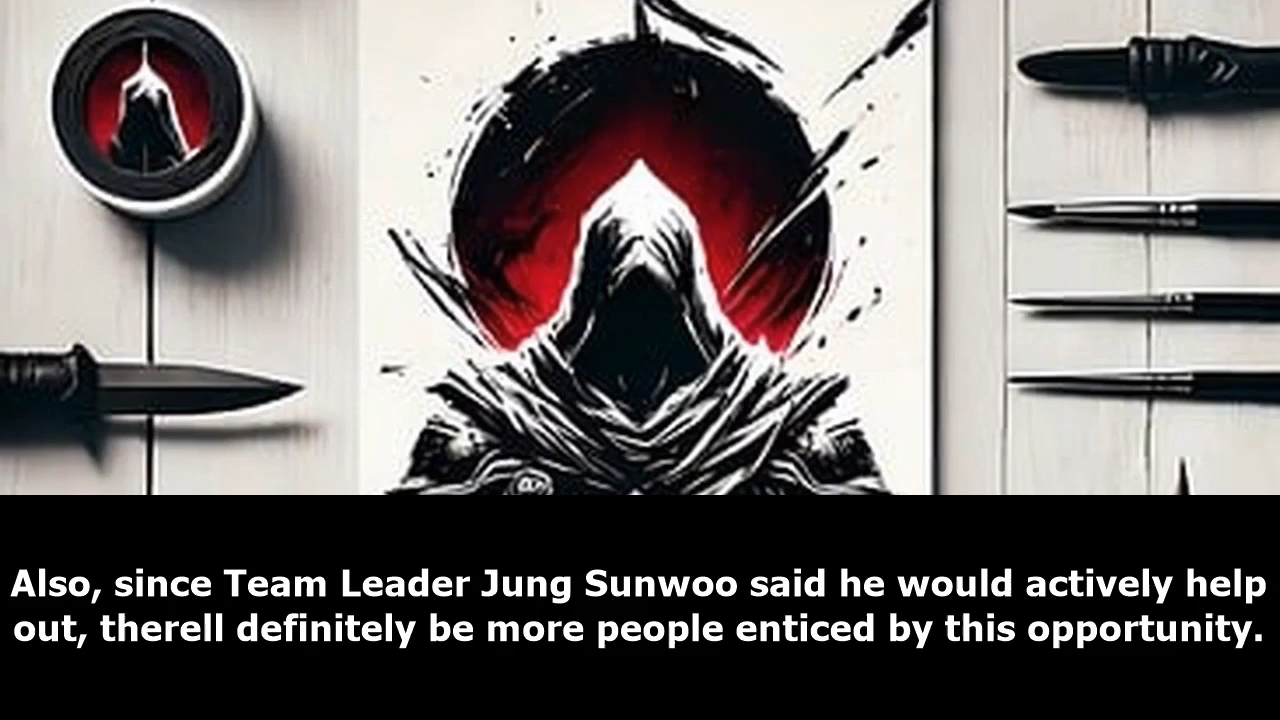 Also, since Team Leader Jung Sunwoo said he would actively help
out, therell definitely be more people enticed by this opportunity.